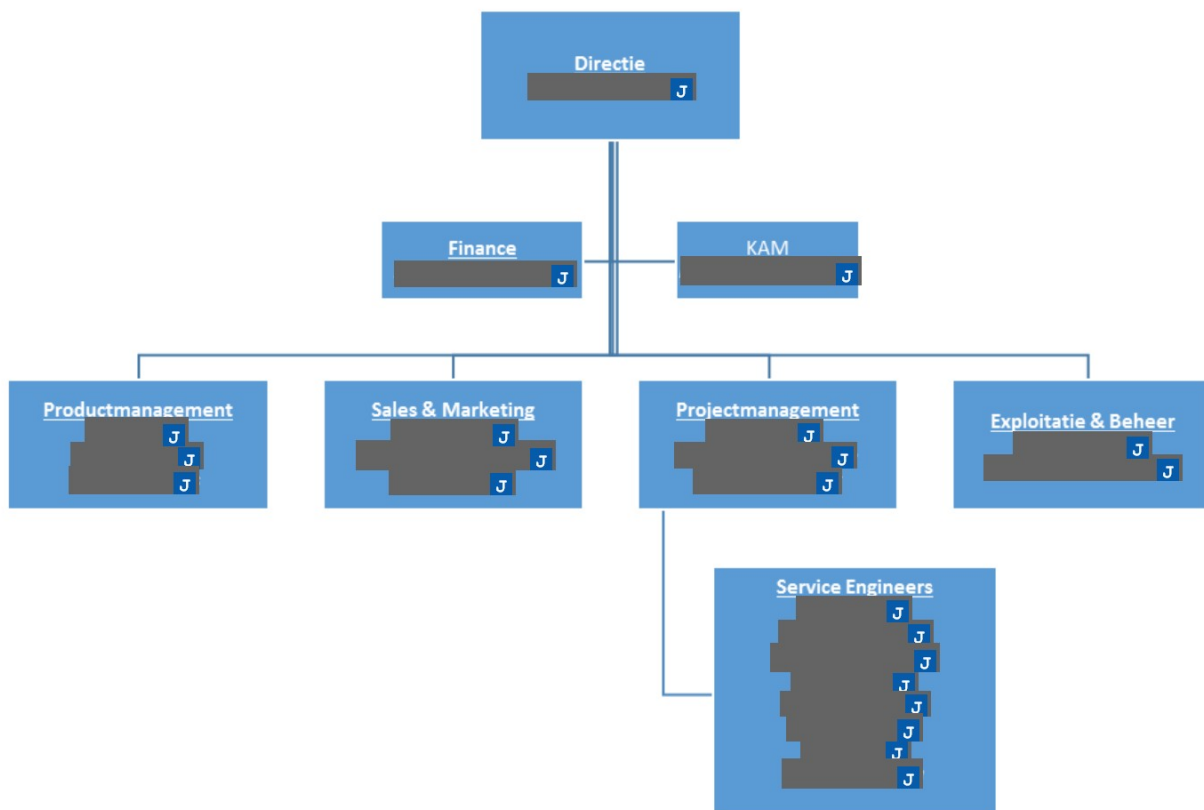 Directie
J
Finance
J
KAM
J
Productmanagement
J
J
J
Sales & Marketing
J
J
J
Projectmanagement
J
J
J
Exploitatie & Beheer
J
J
Service Engineers
J
J
J
J
J
J
J
J